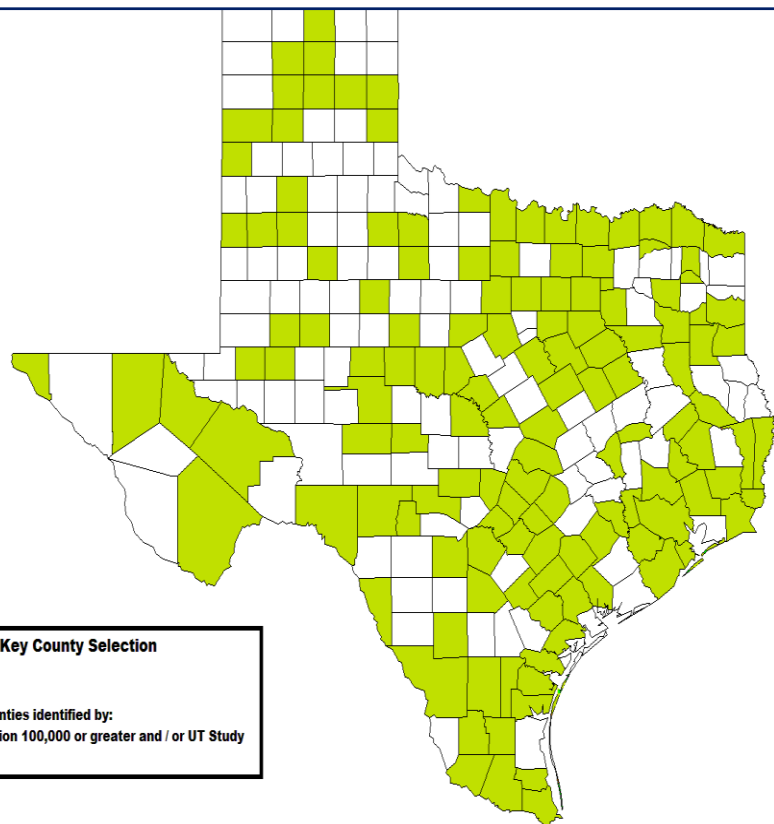 Key County Selection
nties identified by:
ion 100,000 or greater and / or UT Study